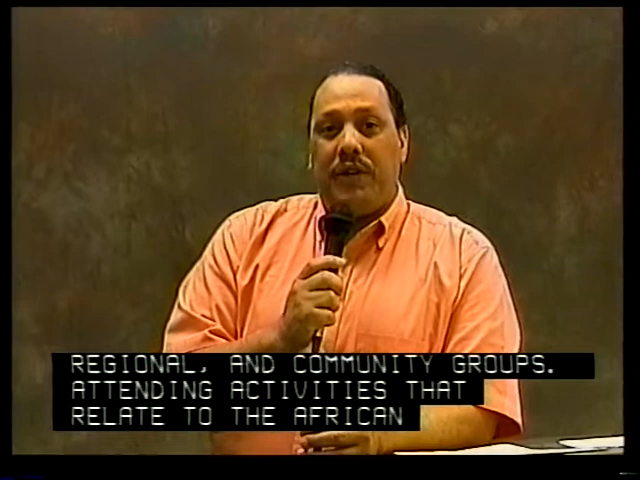 REGIONAL, AND COMMUNITY GROUPS.
ATTENDING ACTIVITIES THAT
RELATE TO THE AFRICAN